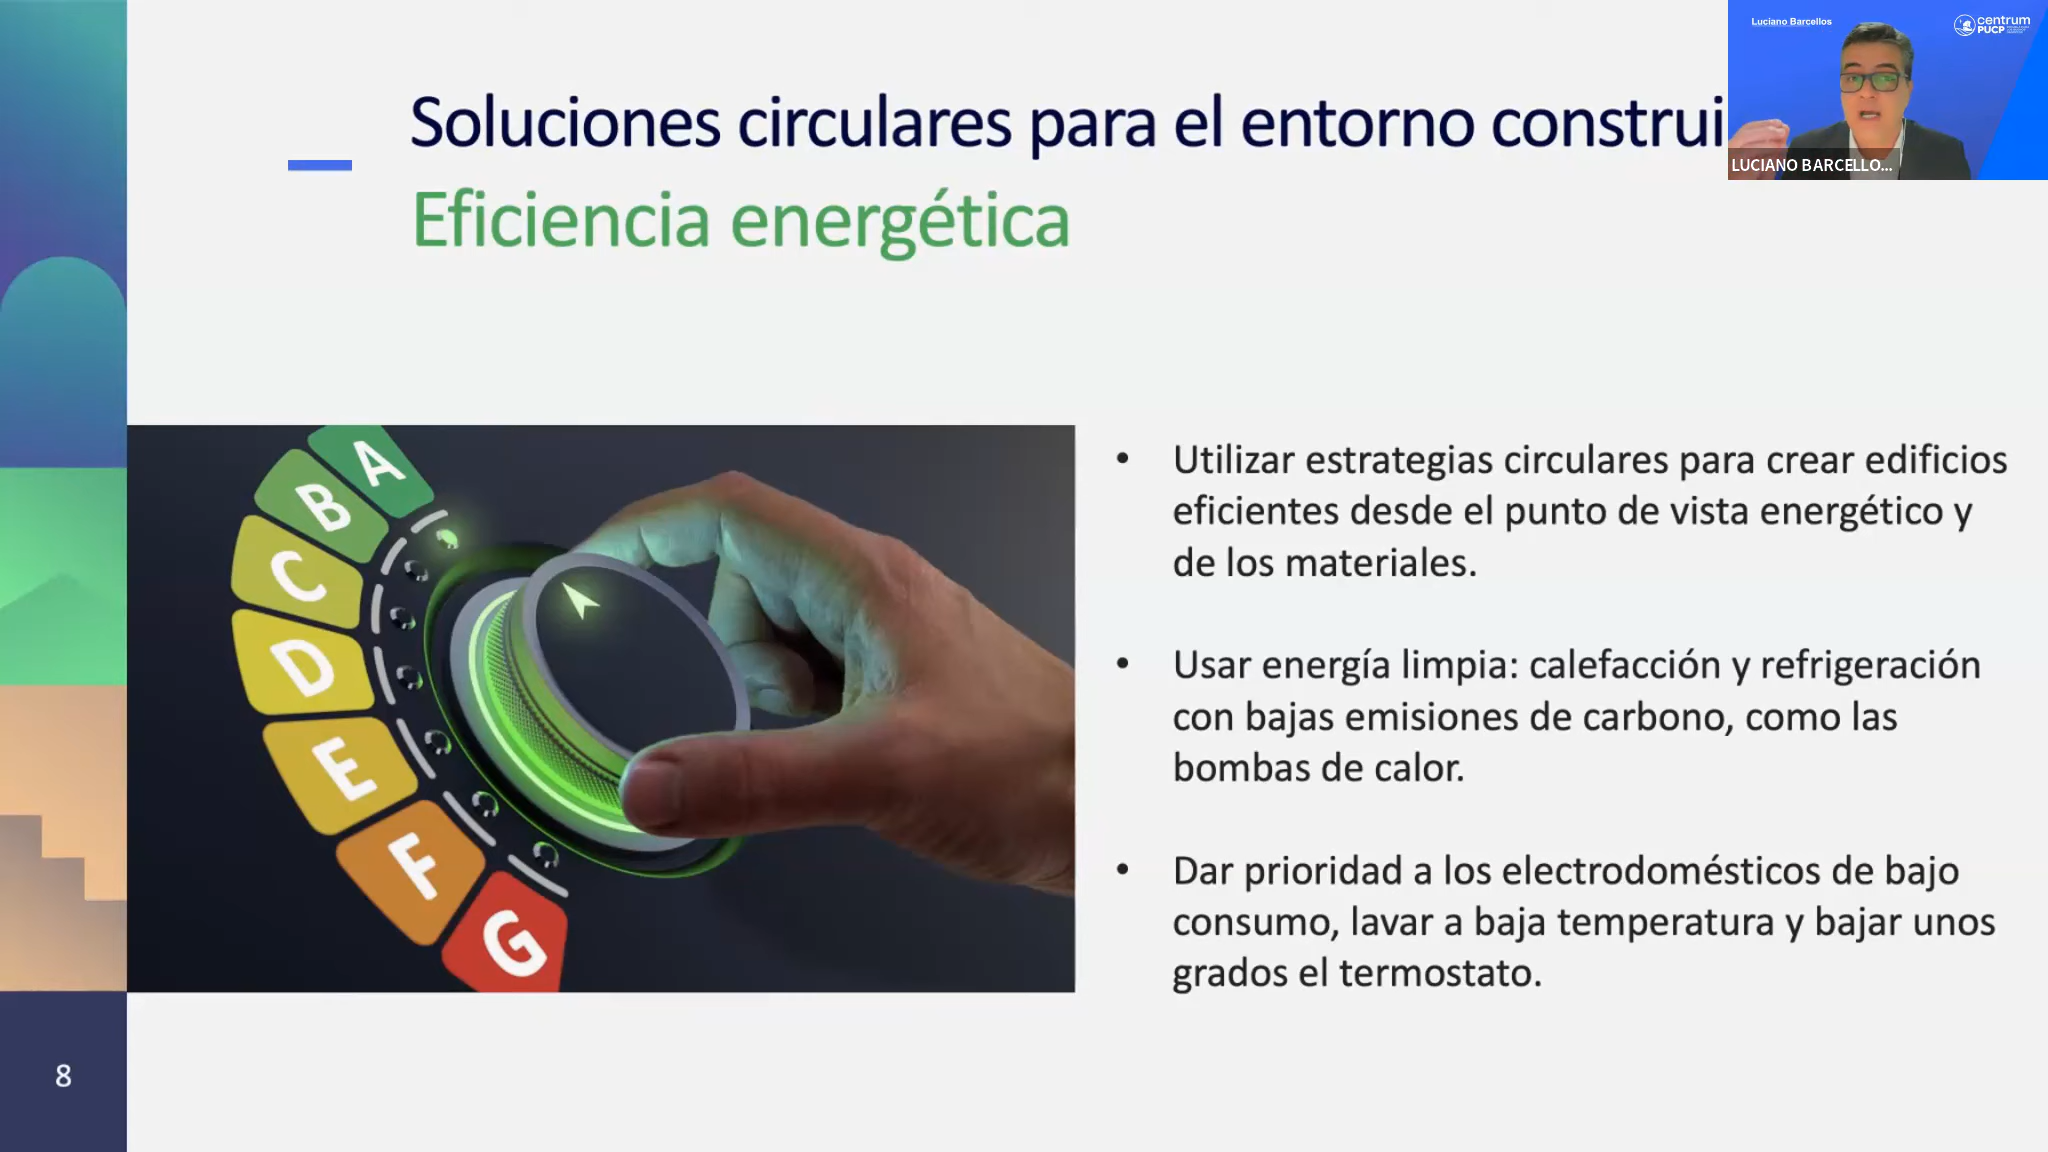 Luciano Barcellos
centrum
PUCP
LUCIANO BARCELLO...
Soluciones circulares para el entorno construi
Eficiencia energética
A
B
C
D
E
F
G
• Utilizar estrategias circulares para crear edificios
eficientes desde el punto de vista energético y
de los materiales.
• Usar energía limpia: calefacción y refrigeración
con bajas emisiones de carbono, como las
bombas de calor.
• Dar prioridad a los electrodomésticos de bajo
consumo, lavar a baja temperatura y bajar unos
grados el termostato.
8